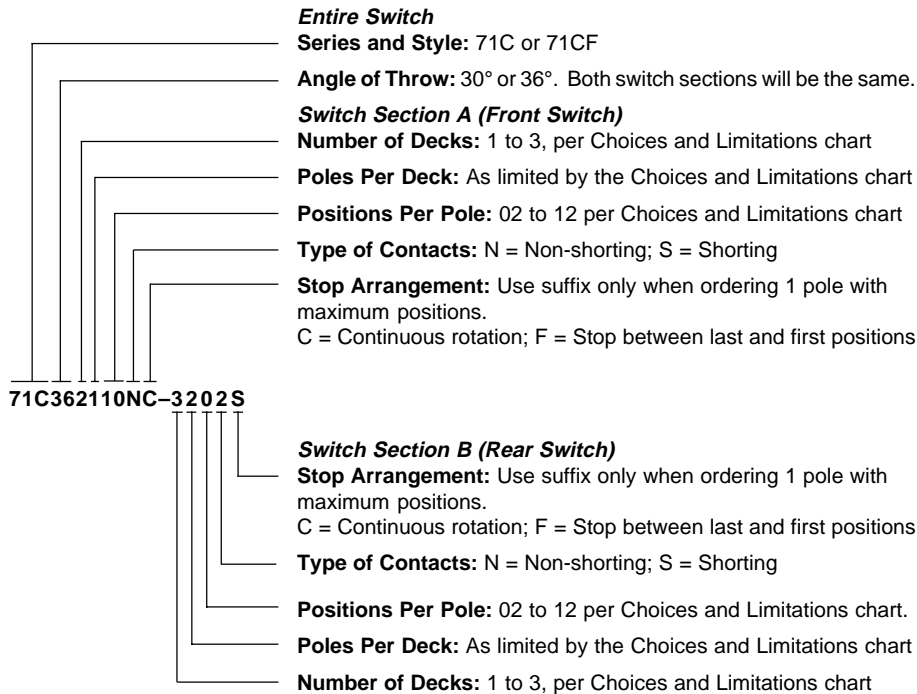 Entire Switch
Series and Style: 71C or 71CF
Angle of Throw: 30° or 36°. Both switch sections will be the same.
Switch Section A (Front Switch)
Number of Decks: 1 to 3, per Choices and Limitations chart
Poles Per Deck: As limited by the Choices and Limitations chart
Positions Per Pole: 02 to 12 per Choices and Limitations chart
Type of Contacts: N = Non-shorting; S = Shorting
Stop Arrangement: Use suffix only when ordering 1 pole with
maximum positions.
C = Continuous rotation; F = Stop between last and first positions
71C362110NC–3202S
Switch Section B (Rear Switch)
Stop Arrangement: Use suffix only when ordering 1 pole with
maximum positions.
C = Continuous rotation; F = Stop between last and first positions
Type of Contacts: N = Non-shorting; S = Shorting
Positions Per Pole: 02 to 12 per Choices and Limitations chart.
Poles Per Deck: As limited by the Choices and Limitations chart
Number of Decks: 1 to 3, per Choices and Limitations chart